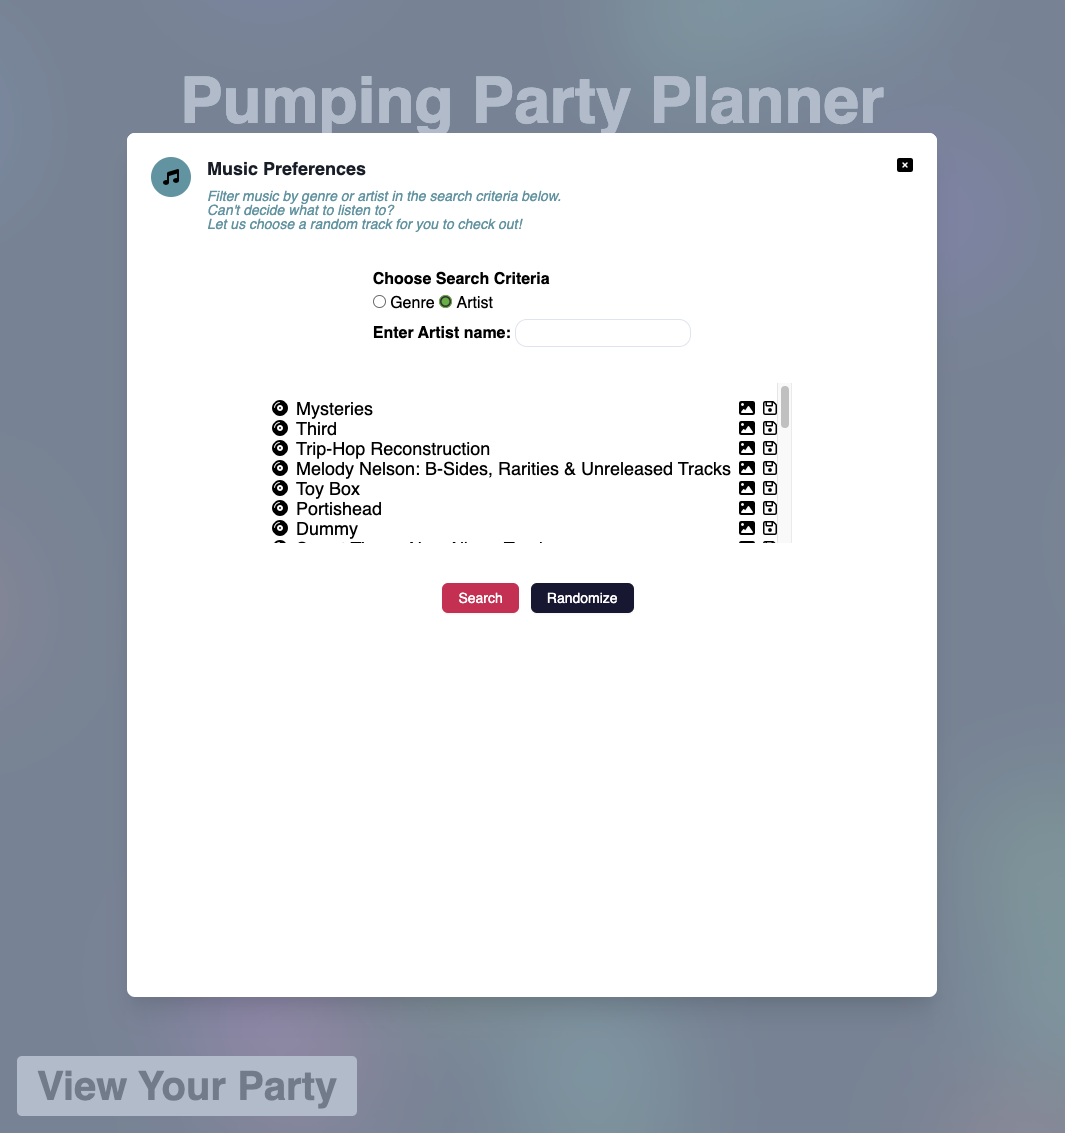 Pumping Party Planner
Music Preferences
Filter music by genre or artist in the search criteria below.
Can't decide what to listen to?
Let us choose a random track for you to check out!
Choose Search Criteria
Genre Artist
Enter Artist name:
Mysteries
Third
Trip-Hop Reconstruction
Melody Nelson: B-Sides, Rarities & Unreleased Tracks
Toy Box
Portishead
Dummy
Search Randomize
View Your Party